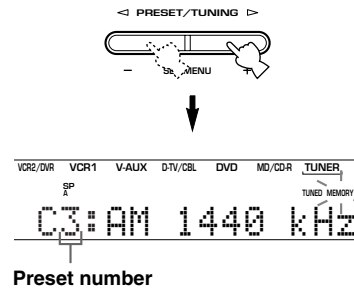 ◁ PRESET/TUNING ▷
– SET MENU +
VCR2/DVR VCR1 V-AUX D-TV/CBL DVD MD/CD-R TUNER
SP TUNED MEMORY
A
C3:AM 1440 kHz
Preset number